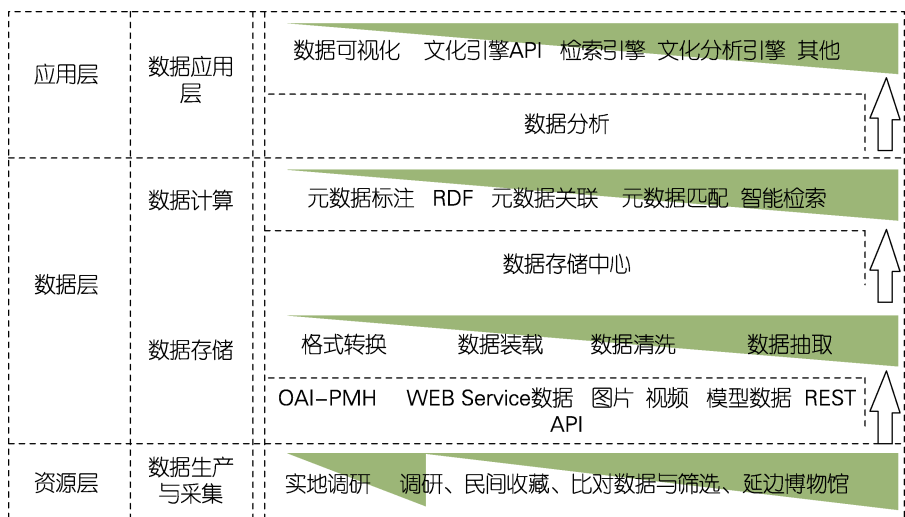 应用层
数据应用
层
数据可视化 文化引擎API 检索引擎 文化分析引擎 其他
数据分析
数据层
数据计算
元数据标注 RDF 元数据关联 元数据匹配 智能检索
数据存储中心
数据存储
格式转换 数据装载 数据清洗 数据抽取
OAI-PMH WEB Service数据 图片 视频 模型数据 REST
API
资源层
数据生产
与采集
实地调研 调研、民间收藏、比对数据与筛选、延边博物馆